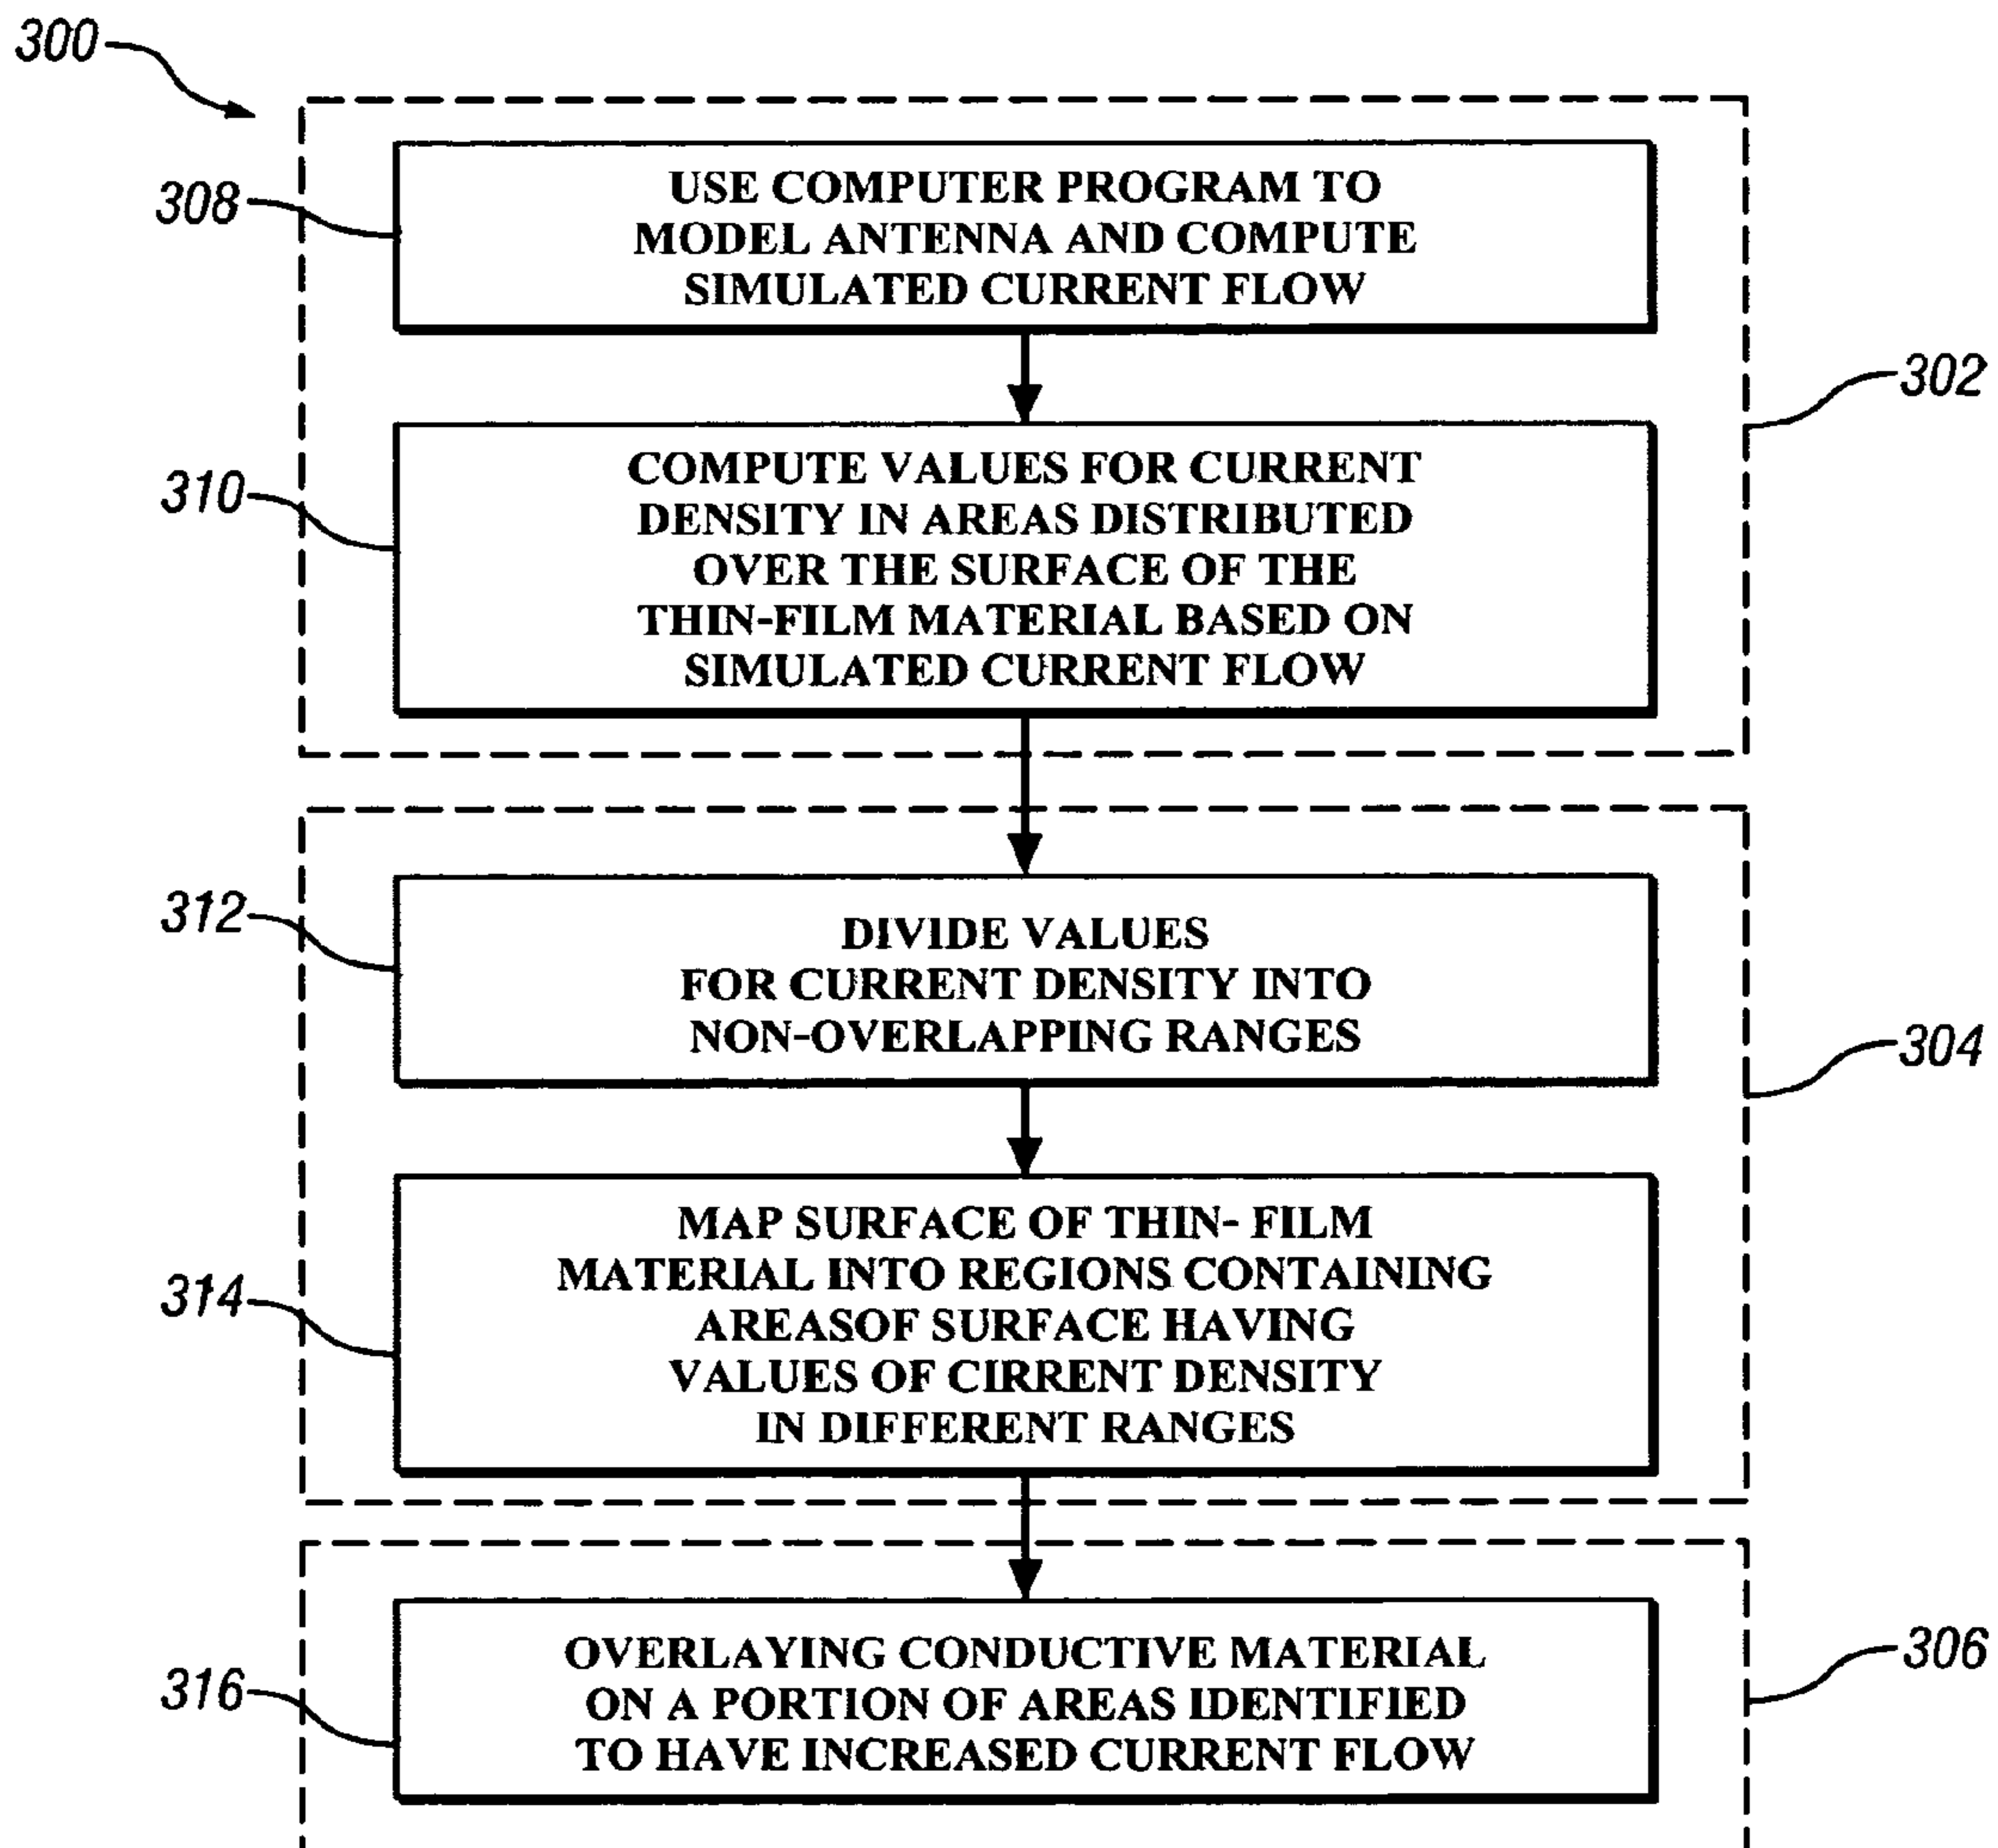 300
308
USE COMPUTER PROGRAM TO
MODEL ANTENNA AND COMPUTE
SIMULATED CURRENT FLOW
302
310
COMPUTE VALUES FOR CURRENT
DENSITY IN AREAS DISTRIBUTED
OVER THE SURFACE OF THE
THIN-FILM MATERIAL BASED ON
SIMULATED CURRENT FLOW
312
DIVIDE VALUES
FOR CURRENT DENSITY INTO
NON-OVERLAPPING RANGES
304
314
MAP SURFACE OF THIN- FILM
MATERIAL INTO REGIONS CONTAINING
AREASOF SURFACE HAVING
VALUES OF CIRRENT DENSITY
IN DIFFERENT RANGES
316
OVERLAYING CONDUCTIVE MATERIAL
ON A PORTION OF AREAS IDENTIFIED
TO HAVE INCREASED CURRENT FLOW
306